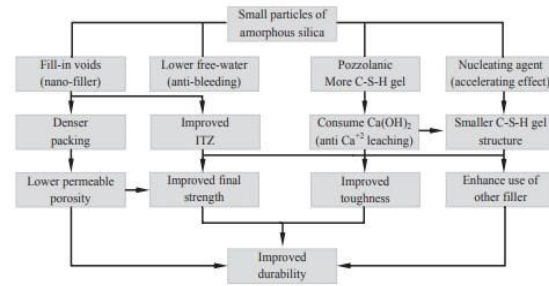 Small particles of
amorphous silica
Fill-in voids
(nano-filler)
Lower free-water
(anti-bleeding)
Pozzolanic
More C-S-H gel
Nucleating agent
(accelerating effect)
Denser
packing
Improved
ITZ
Consume Ca(OH)₂
(anti Ca⁺² leaching)
Smaller C-S-H gel
structure
Lower permeable
porosity
Improved final
strength
Improved
toughness
Enhance use of
other filler
Improved
durability